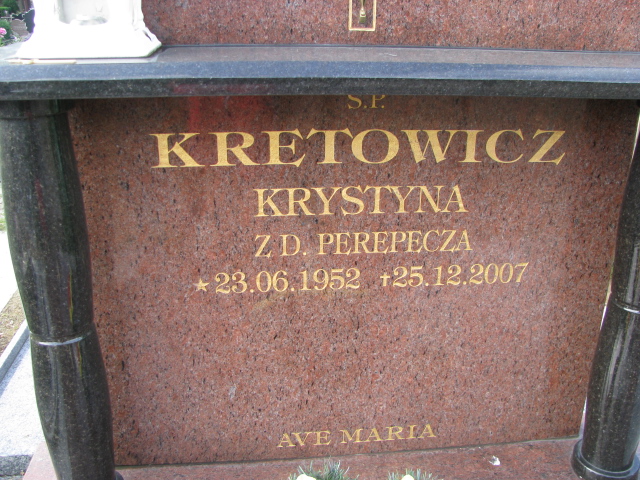 Ś.P.
KRETOWICZ
KRYSTYNA
Z D. PEREPECZA
★23.06.1952 †25.12.2007
AVE MARIA